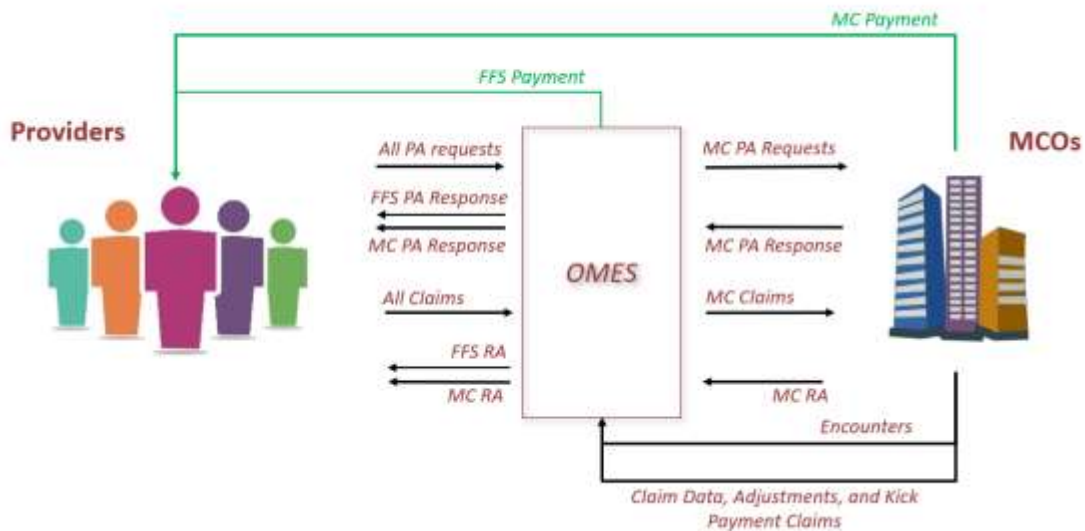 MC Payment
FFS Payment
Providers
MCOs
All PA requests
MC PA Requests
FFS PA Response
MC PA Response
MC PA Response
OMES
All Claims
MC Claims
FFS RA
MC RA
MC RA
Encounters
Claim Data, Adjustments, and Kick
Payment Claims